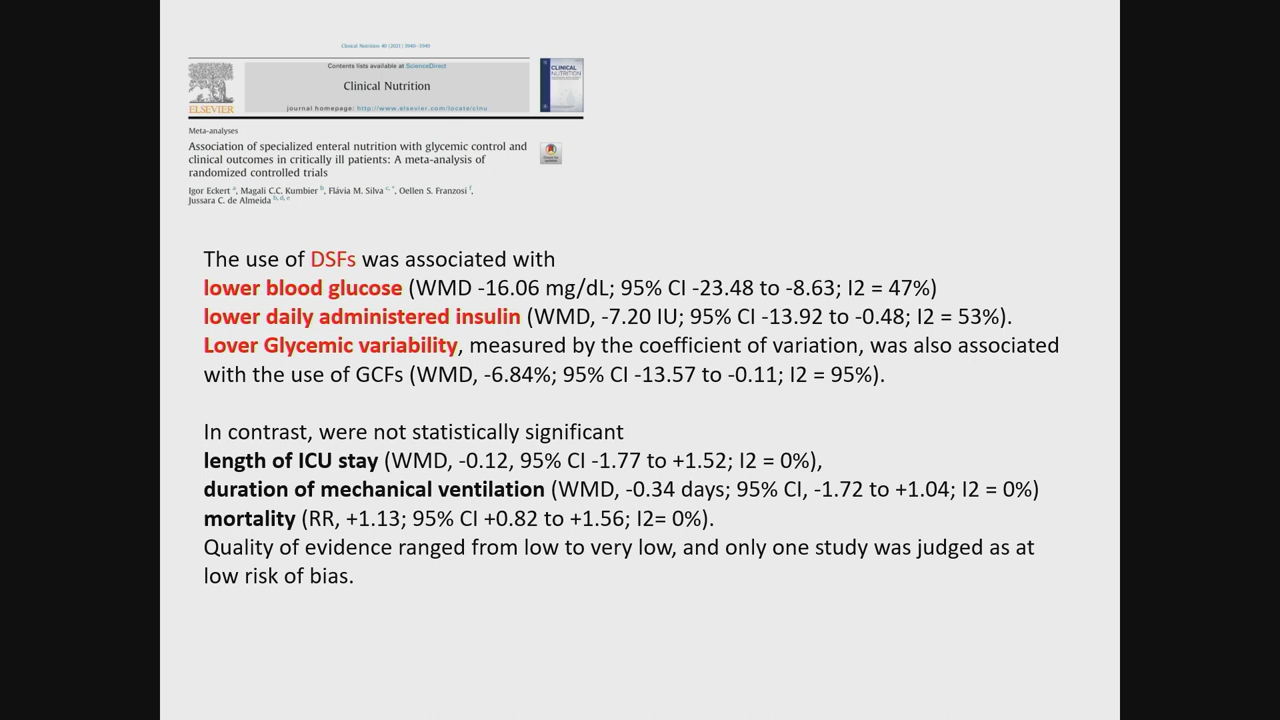 Clinical Nutrition 40 (2021) 3940–3949
Contents lists available at ScienceDirect
Clinical Nutrition
journal homepage: http://www.elsevier.com/locate/clnu
ELSEVIER
CLINICAL
NUTRITION
Meta-analyses
Association of specialized enteral nutrition with glycemic control and
clinical outcomes in critically ill patients: A meta-analysis of
randomized controlled trials
Igor Eckert a, Magali C.C. Kumbier b, Flávia M. Silva c, *, Oellen S. Franzosi f,
Jussara C. de Almeida b, d, e
The use of DSFs was associated with
lower blood glucose (WMD -16.06 mg/dL; 95% CI -23.48 to -8.63; I2 = 47%)
lower daily administered insulin (WMD, -7.20 IU; 95% CI -13.92 to -0.48; I2 = 53%).
Lover Glycemic variability, measured by the coefficient of variation, was also associated
with the use of GCFs (WMD, -6.84%; 95% CI -13.57 to -0.11; I2 = 95%).
In contrast, were not statistically significant
length of ICU stay (WMD, -0.12, 95% CI -1.77 to +1.52; I2 = 0%),
duration of mechanical ventilation (WMD, -0.34 days; 95% CI, -1.72 to +1.04; I2 = 0%)
mortality (RR, +1.13; 95% CI +0.82 to +1.56; I2= 0%).
Quality of evidence ranged from low to very low, and only one study was judged as at
low risk of bias.